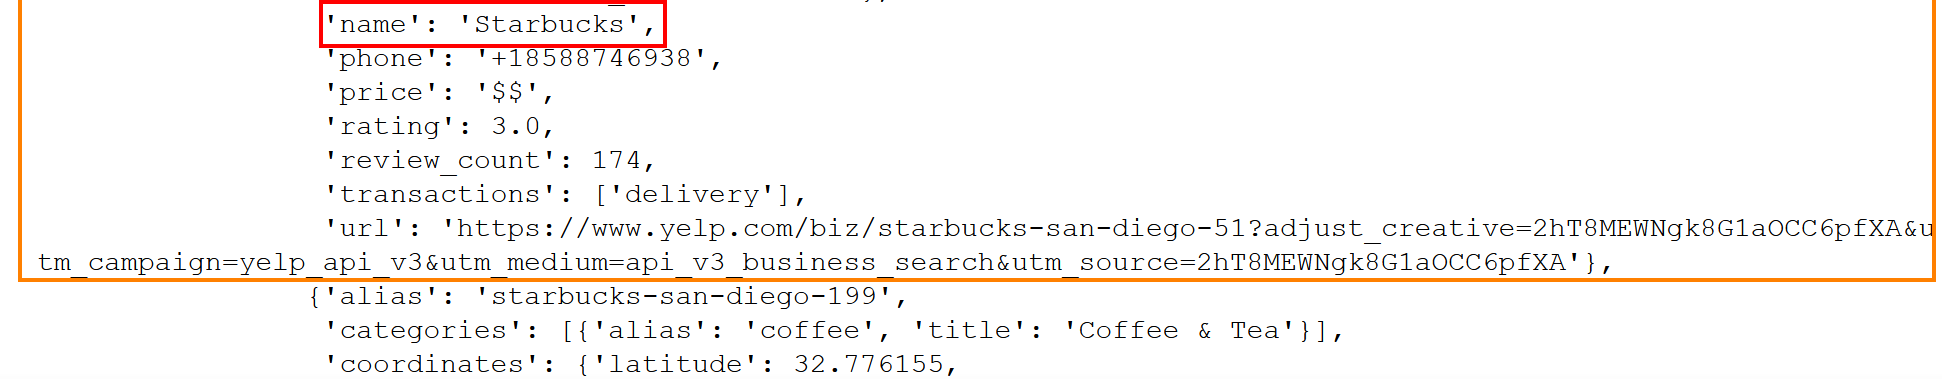 'name': 'Starbucks',
'phone': '+18588746938',
'price': '$$',
'rating': 3.0,
'review_count': 174,
'transactions': ['delivery'],
'url': 'https://www.yelp.com/biz/starbucks-san-diego-51?adjust_creative=2hT8MEWNgk8G1aOCC6pfXA&u
tm_campaign=yelp_api_v3&utm_medium=api_v3_business_search&utm_source=2hT8MEWNgk8G1aOCC6pfXA'},
{'alias': 'starbucks-san-diego-199',
'categories': [{'alias': 'coffee', 'title': 'Coffee & Tea'}],
'coordinates': {'latitude': 32.776155,